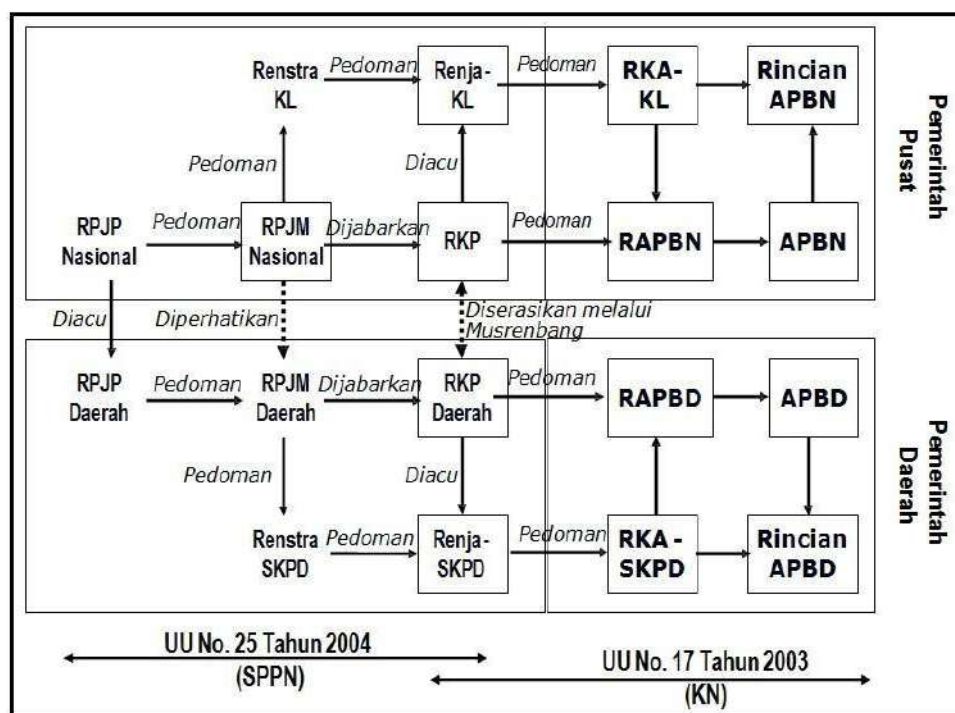 Pedoman
Pedoman
Renstra
KL
Renja-
KL
RKA-
KL
Rincian
APBN
Pemerintah
Pusat
Pedoman
Diacu
RPJP
Nasional
Pedoman
RPJM
Nasional
Dijabarkan
RKP
Pedoman
RAPBN
APBN
Diacu
Diperhatikan
Diserasikan melalui
Musrenbang
RPJP
Daerah
Pedoman
RPJM
Daerah
Dijabarkan
RKP
Daerah
Pedoman
RAPBD
APBD
Pemerintah
Daerah
Pedoman
Diacu
Renstra
SKPD
Pedoman
Renja-
SKPD
Pedoman
RKA -
SKPD
Rincian
APBD
UU No. 25 Tahun 2004
(SPPN)
UU No. 17 Tahun 2003
(KN)